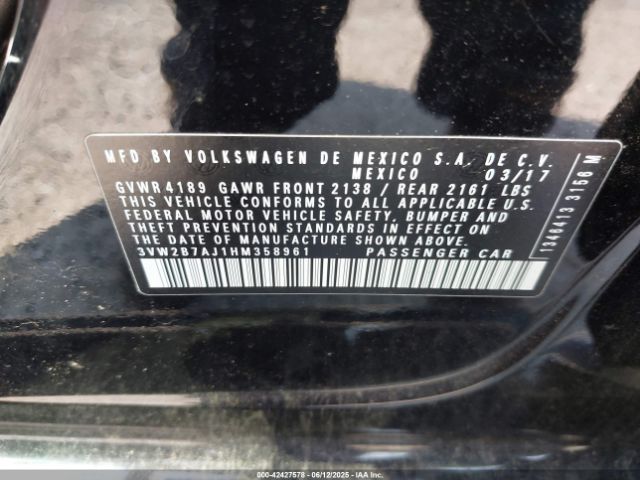 MFD BY VOLKSWAGEN DE MEXICO S.A. DE C.V.
MEXICO 03/17
GVWR 4189 GAWR FRONT 2138 / REAR 2161 LBS
THIS VEHICLE CONFORMS TO ALL APPLICABLE U.S.
FEDERAL MOTOR VEHICLE SAFETY, BUMPER AND
THEFT PREVENTION STANDARDS IN EFFECT ON
THE DATE OF MANUFACTURE SHOWN ABOVE.
3VW2B7AJ1HM358961 PASSENGER CAR
1346413 3156 M
000-42427578 - 06/12/2025 - IAA Inc.